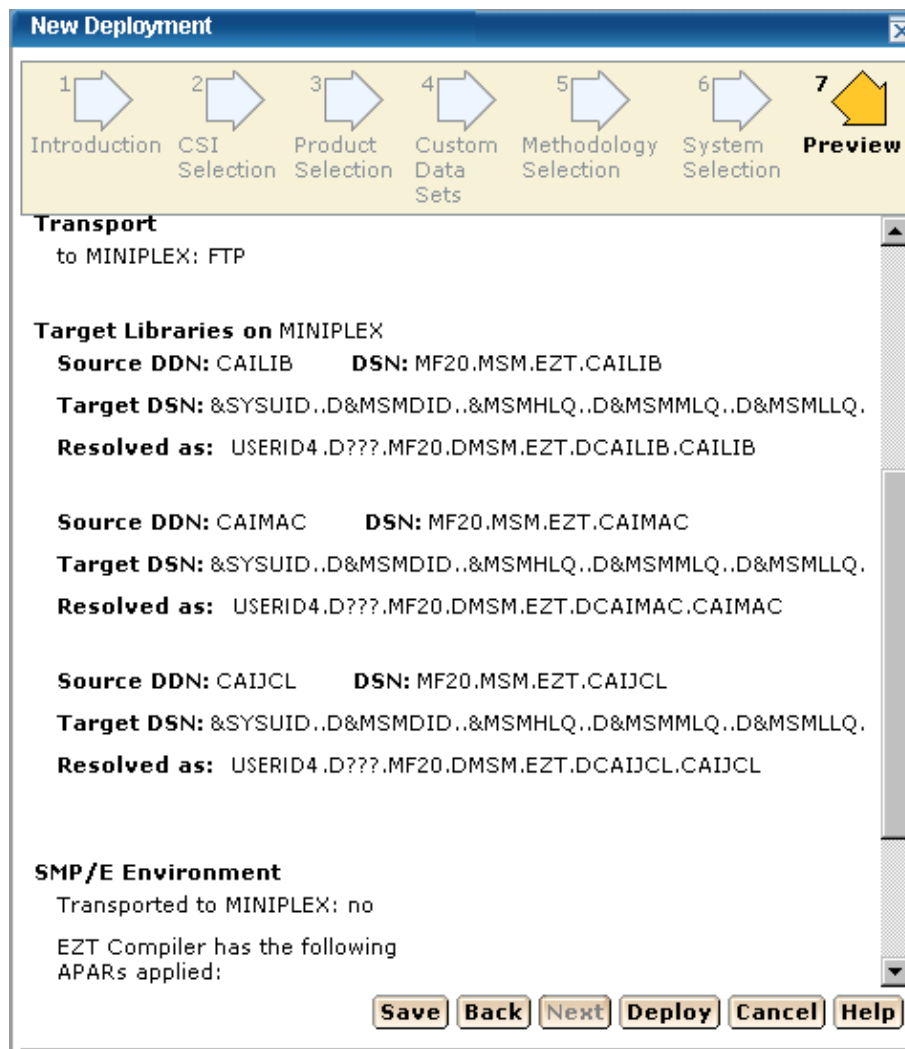 New Deployment
1 2 3 4 5 6 7
Introduction CSI Selection Product Selection Custom Data Sets Methodology Selection System Selection Preview
Transport
to MINIPLEX: FTP
Target Libraries on MINIPLEX
Source DDN: CAILIB DSN: MF20.MSM.EZT.CAILIB
Target DSN: &SYSUID..D&MSMDID..&MSMHLQ..D&MSMMLQ..D&MSMLLQ.
Resolved as: USERID4.D???.MF20.DMSM.EZT.DCAILIB.CAILIB
Source DDN: CAIMAC DSN: MF20.MSM.EZT.CAIMAC
Target DSN: &SYSUID..D&MSMDID..&MSMHLQ..D&MSMMLQ..D&MSMLLQ.
Resolved as: USERID4.D???.MF20.DMSM.EZT.DCAIMAC.CAIMAC
Source DDN: CAIJCL DSN: MF20.MSM.EZT.CAIJCL
Target DSN: &SYSUID..D&MSMDID..&MSMHLQ..D&MSMMLQ..D&MSMLLQ.
Resolved as: USERID4.D???.MF20.DMSM.EZT.DCAIJCL.CAIJCL
SMP/E Environment
Transported to MINIPLEX: no
EZT Compiler has the following
APARs applied:
Save Back Next Deploy Cancel Help